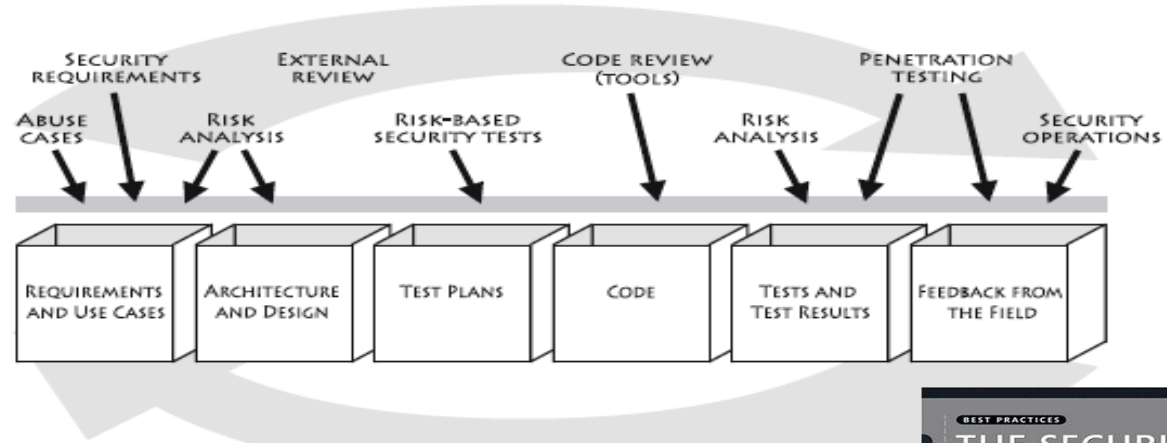 SECURITY
REQUIREMENTS
EXTERNAL
REVIEW
CODE REVIEW
(TOOLS)
PENETRATION
TESTING
ABUSE
CASES
RISK
ANALYSIS
RISK-BASED
SECURITY TESTS
RISK
ANALYSIS
SECURITY
OPERATIONS
REQUIREMENTS
AND USE CASES
ARCHITECTURE
AND DESIGN
TEST PLANS
CODE
TESTS AND
TEST RESULTS
FEEDBACK FROM
THE FIELD
BEST PRACTICES
THE SECURI